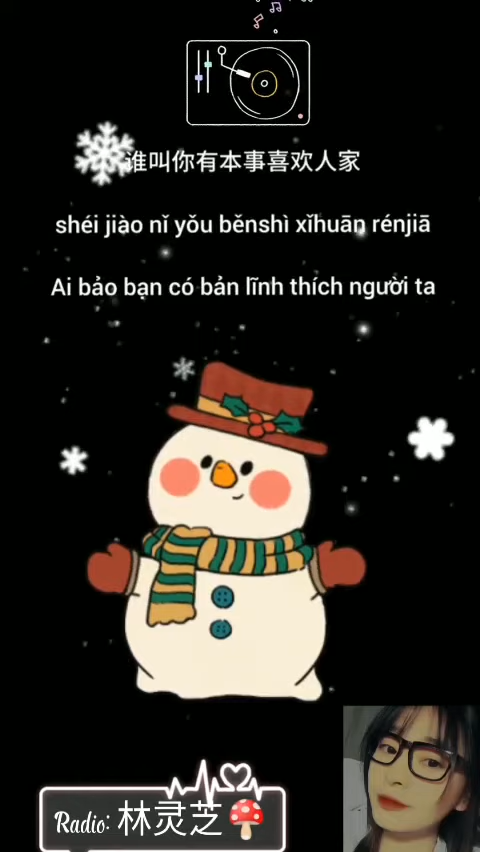 谁叫你有本事喜欢人家
shéi jiào nǐ yǒu běnshì xǐhuān rénjiā
Ai bảo bạn có bản lĩnh thích người ta
Radio: 林灵芝🍄